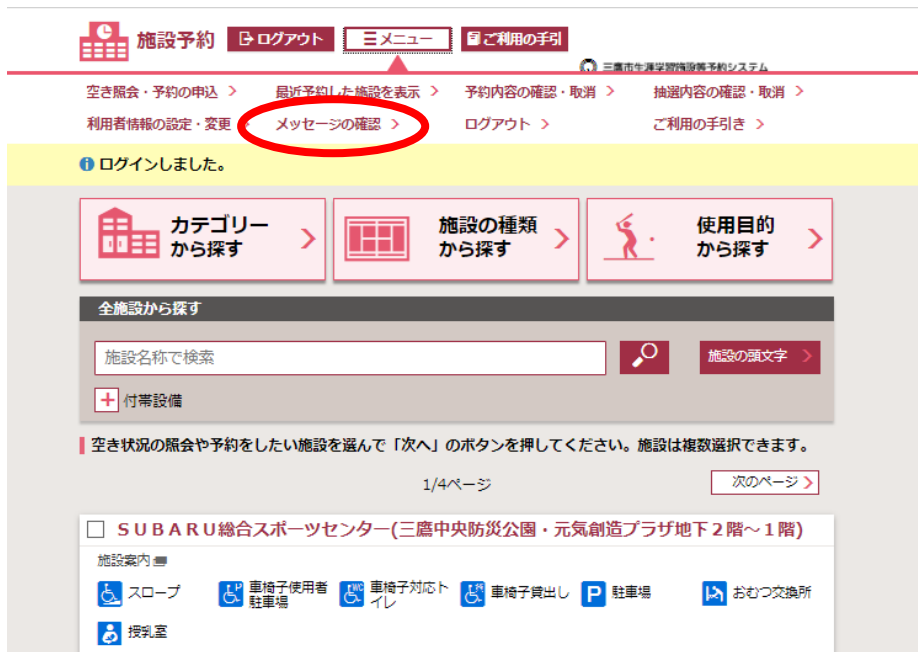 施設予約 ログアウト メニュー ご利用の手引
三鷹市生涯学習施設等予約システム
空き照会・予約の申込 最近予約した施設を表示 予約内容の確認・取消 抽選内容の確認・取消
利用者情報の設定・変更 メッセージの確認 ログアウト ご利用の手引き
ログインしました。
カテゴリー
から探す
施設の種類
から探す
使用目的
から探す
全施設から探す
施設名称で検索 施設の頭文字
付帯設備
空き状況の照会や予約をしたい施設を選んで「次へ」のボタンを押してください。施設は複数選択できます。
1/4ページ 次のページ
SUBARU総合スポーツセンター(三鷹中央防災公園・元気創造プラザ地下2階〜1階)
施設案内
スロープ
車椅子使用者
駐車場
車椅子対応ト
イレ
車椅子貸出し
駐車場
おむつ交換所
授乳室